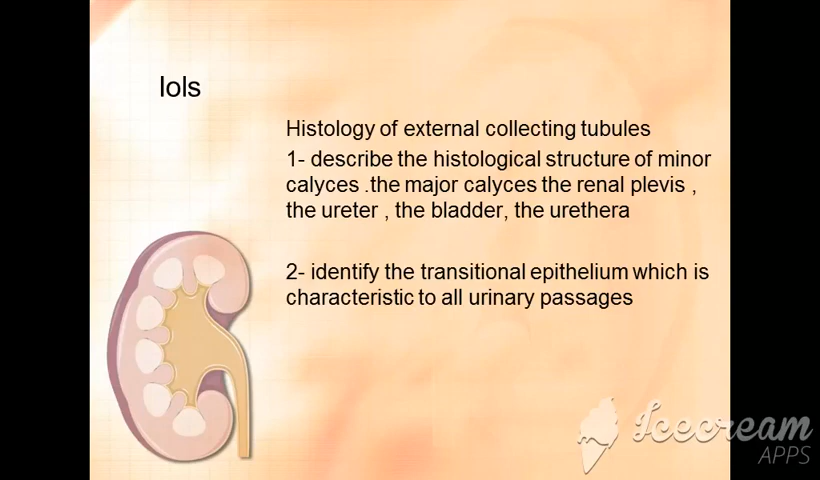 lols
Histology of external collecting tubules
1- describe the histological structure of minor
calyces .the major calyces the renal plevis ,
the ureter , the bladder, the urethera
2- identify the transitional epithelium which is
characteristic to all urinary passages
Icecream
APPS